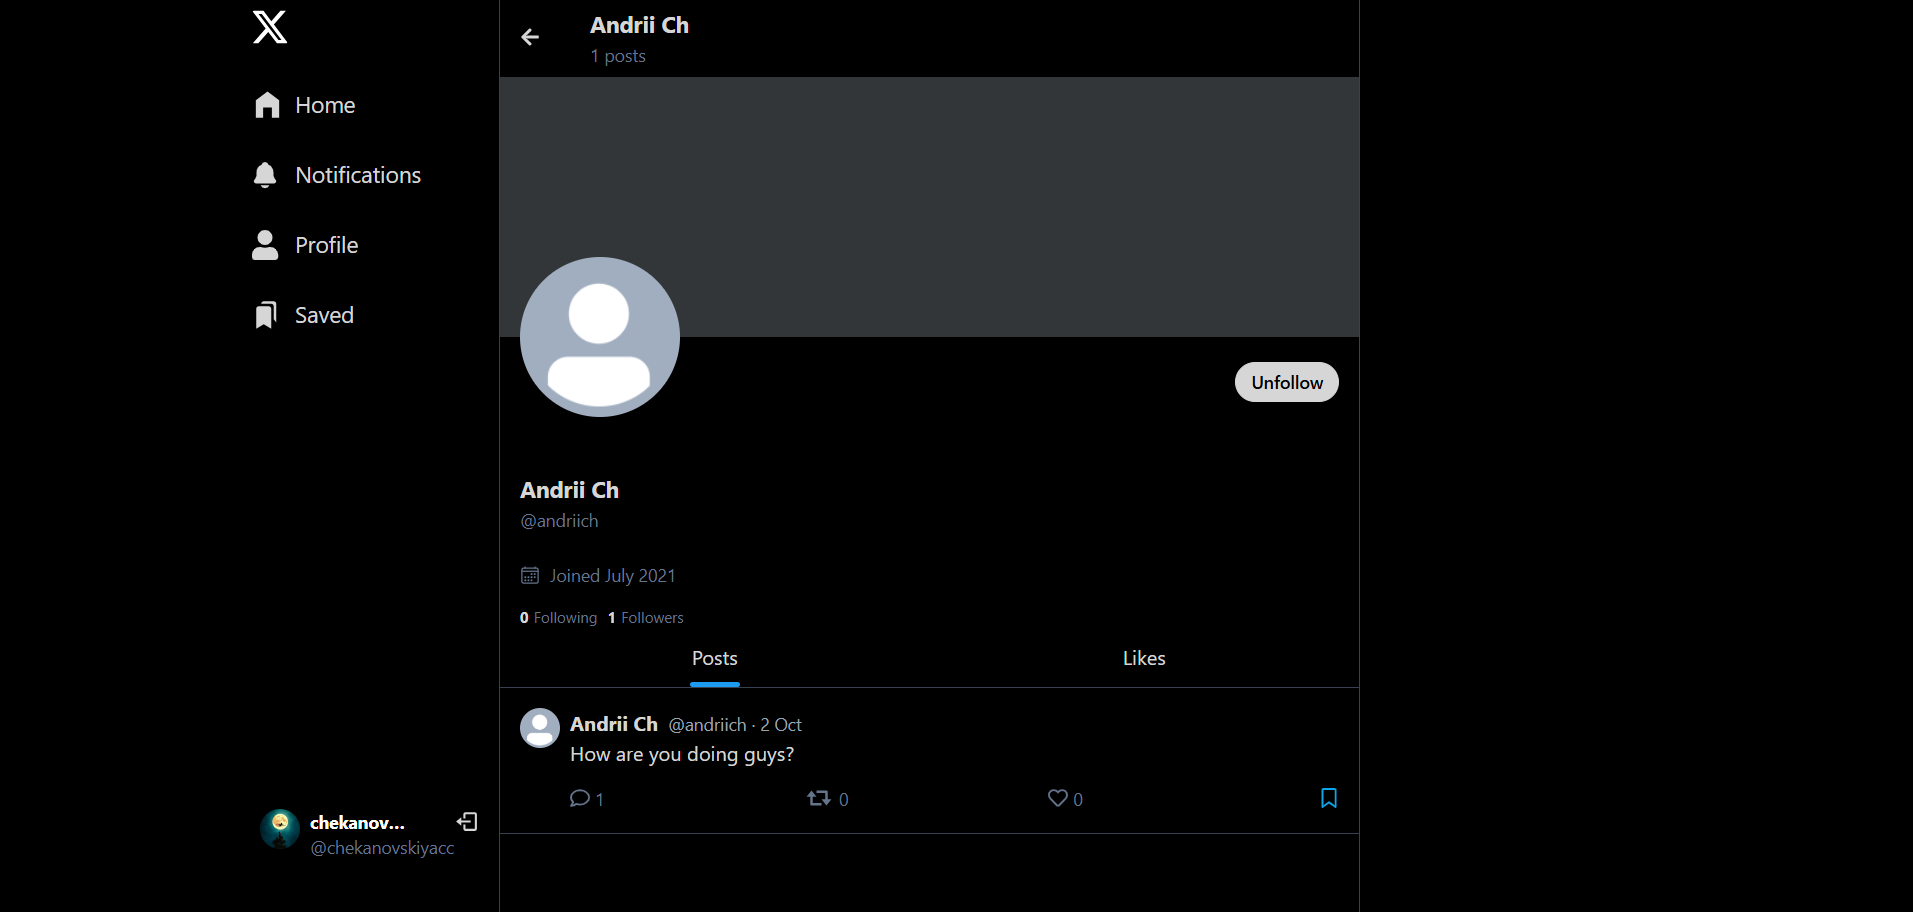 Home
Notifications
Profile
Saved
chekanov...
@chekanovskiyacc
Andrii Ch
1 posts
Unfollow
Andrii Ch
@andriich
Joined July 2021
0 Following 1 Followers
Posts Likes
Andrii Ch @andriich · 2 Oct
How are you doing guys?
1 0 0